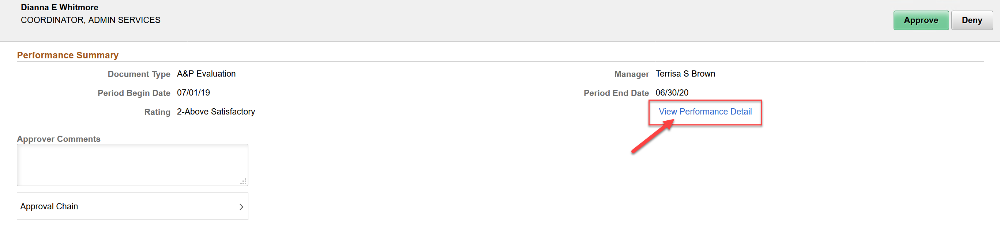 Dianna E Whitmore
COORDINATOR, ADMIN SERVICES
Approve
Deny
Performance Summary
Document Type A&P Evaluation
Manager Terrisa S Brown
Period Begin Date 07/01/19
Period End Date 06/30/20
Rating 2-Above Satisfactory
View Performance Detail
Approver Comments
Approval Chain